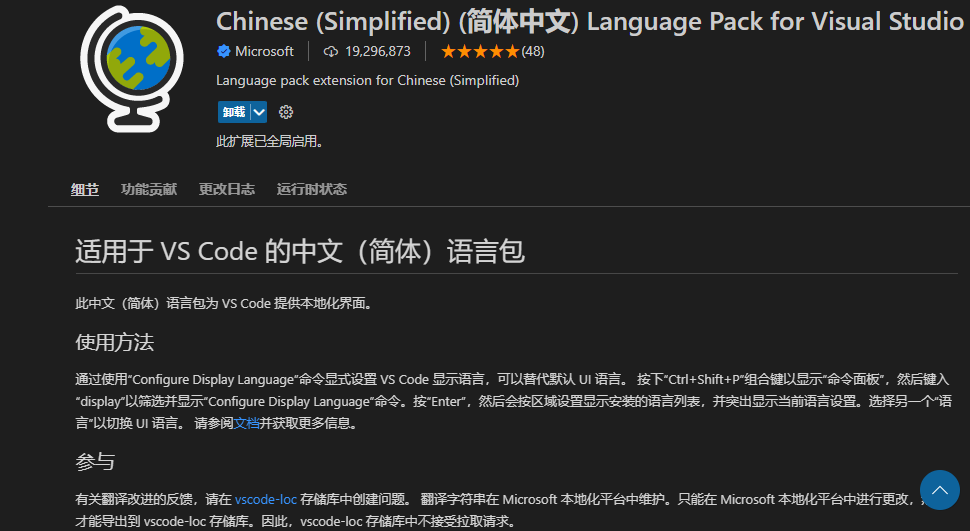 Chinese (Simplified) (简体中文) Language Pack for Visual Studio
Microsoft 19,296,873 (48)
Language pack extension for Chinese (Simplified)
卸载
此扩展已全局启用。
细节 功能贡献 更改日志 运行时状态
适用于 VS Code 的中文（简体）语言包
此中文（简体）语言包为 VS Code 提供本地化界面。
使用方法
通过使用“Configure Display Language”命令显式设置 VS Code 显示语言，可以替代默认 UI 语言。 按下“Ctrl+Shift+P”组合键以显示“命令面板”，然后键入
“display”以筛选并显示“Configure Display Language”命令。按“Enter”，然后会按区域设置显示安装的语言列表，并突出显示当前语言设置。选择另一个“语
言”以切换 UI 语言。 请参阅文档并获取更多信息。
参与
有关翻译改进的反馈，请在 vscode-loc 存储库中创建问题。 翻译字符串在 Microsoft 本地化平台中维护。只能在 Microsoft 本地化平台中进行更改，
才能导出到 vscode-loc 存储库。因此，vscode-loc 存储库中不接受拉取请求。